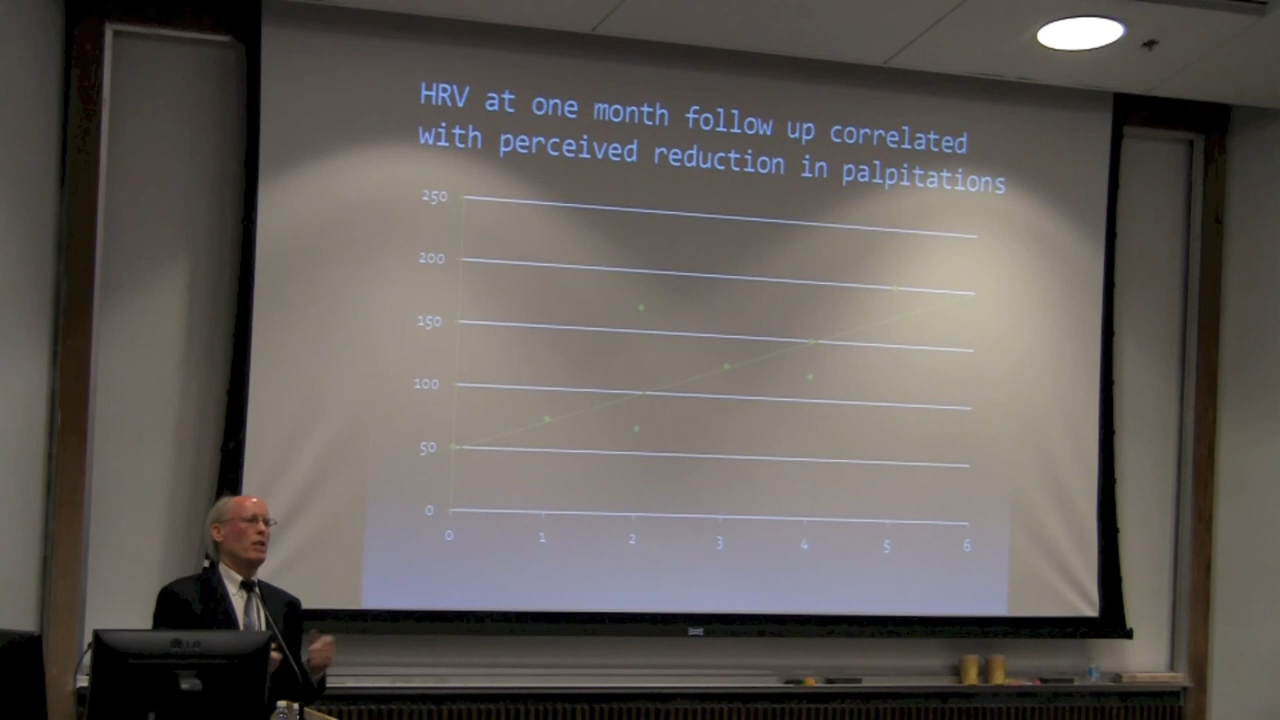 HRV at one month follow up correlated
with perceived reduction in palpitations
250
200
150
100
50
0
0 1 2 3 4 5 6
LG